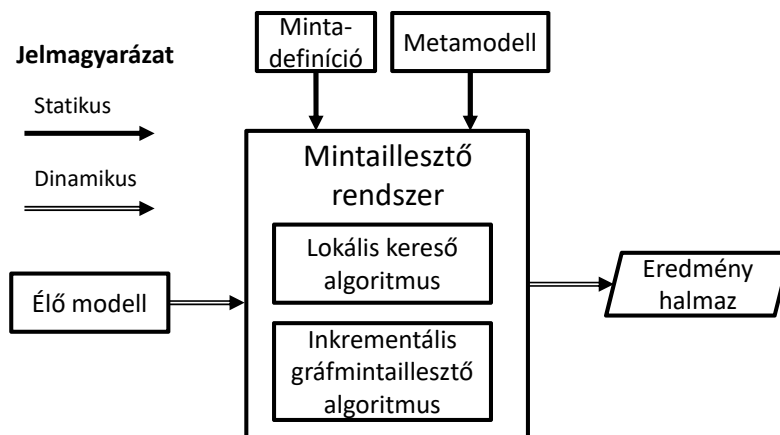 Minta-
definíció
Metamodell
Jelmagyarázat
Statikus
Dinamikus
Mintaillesztő
rendszer
Lokális kereső
algoritmus
Inkrementális
gráfmintaillesztő
algoritmus
Élő modell
Eredmény
halmaz